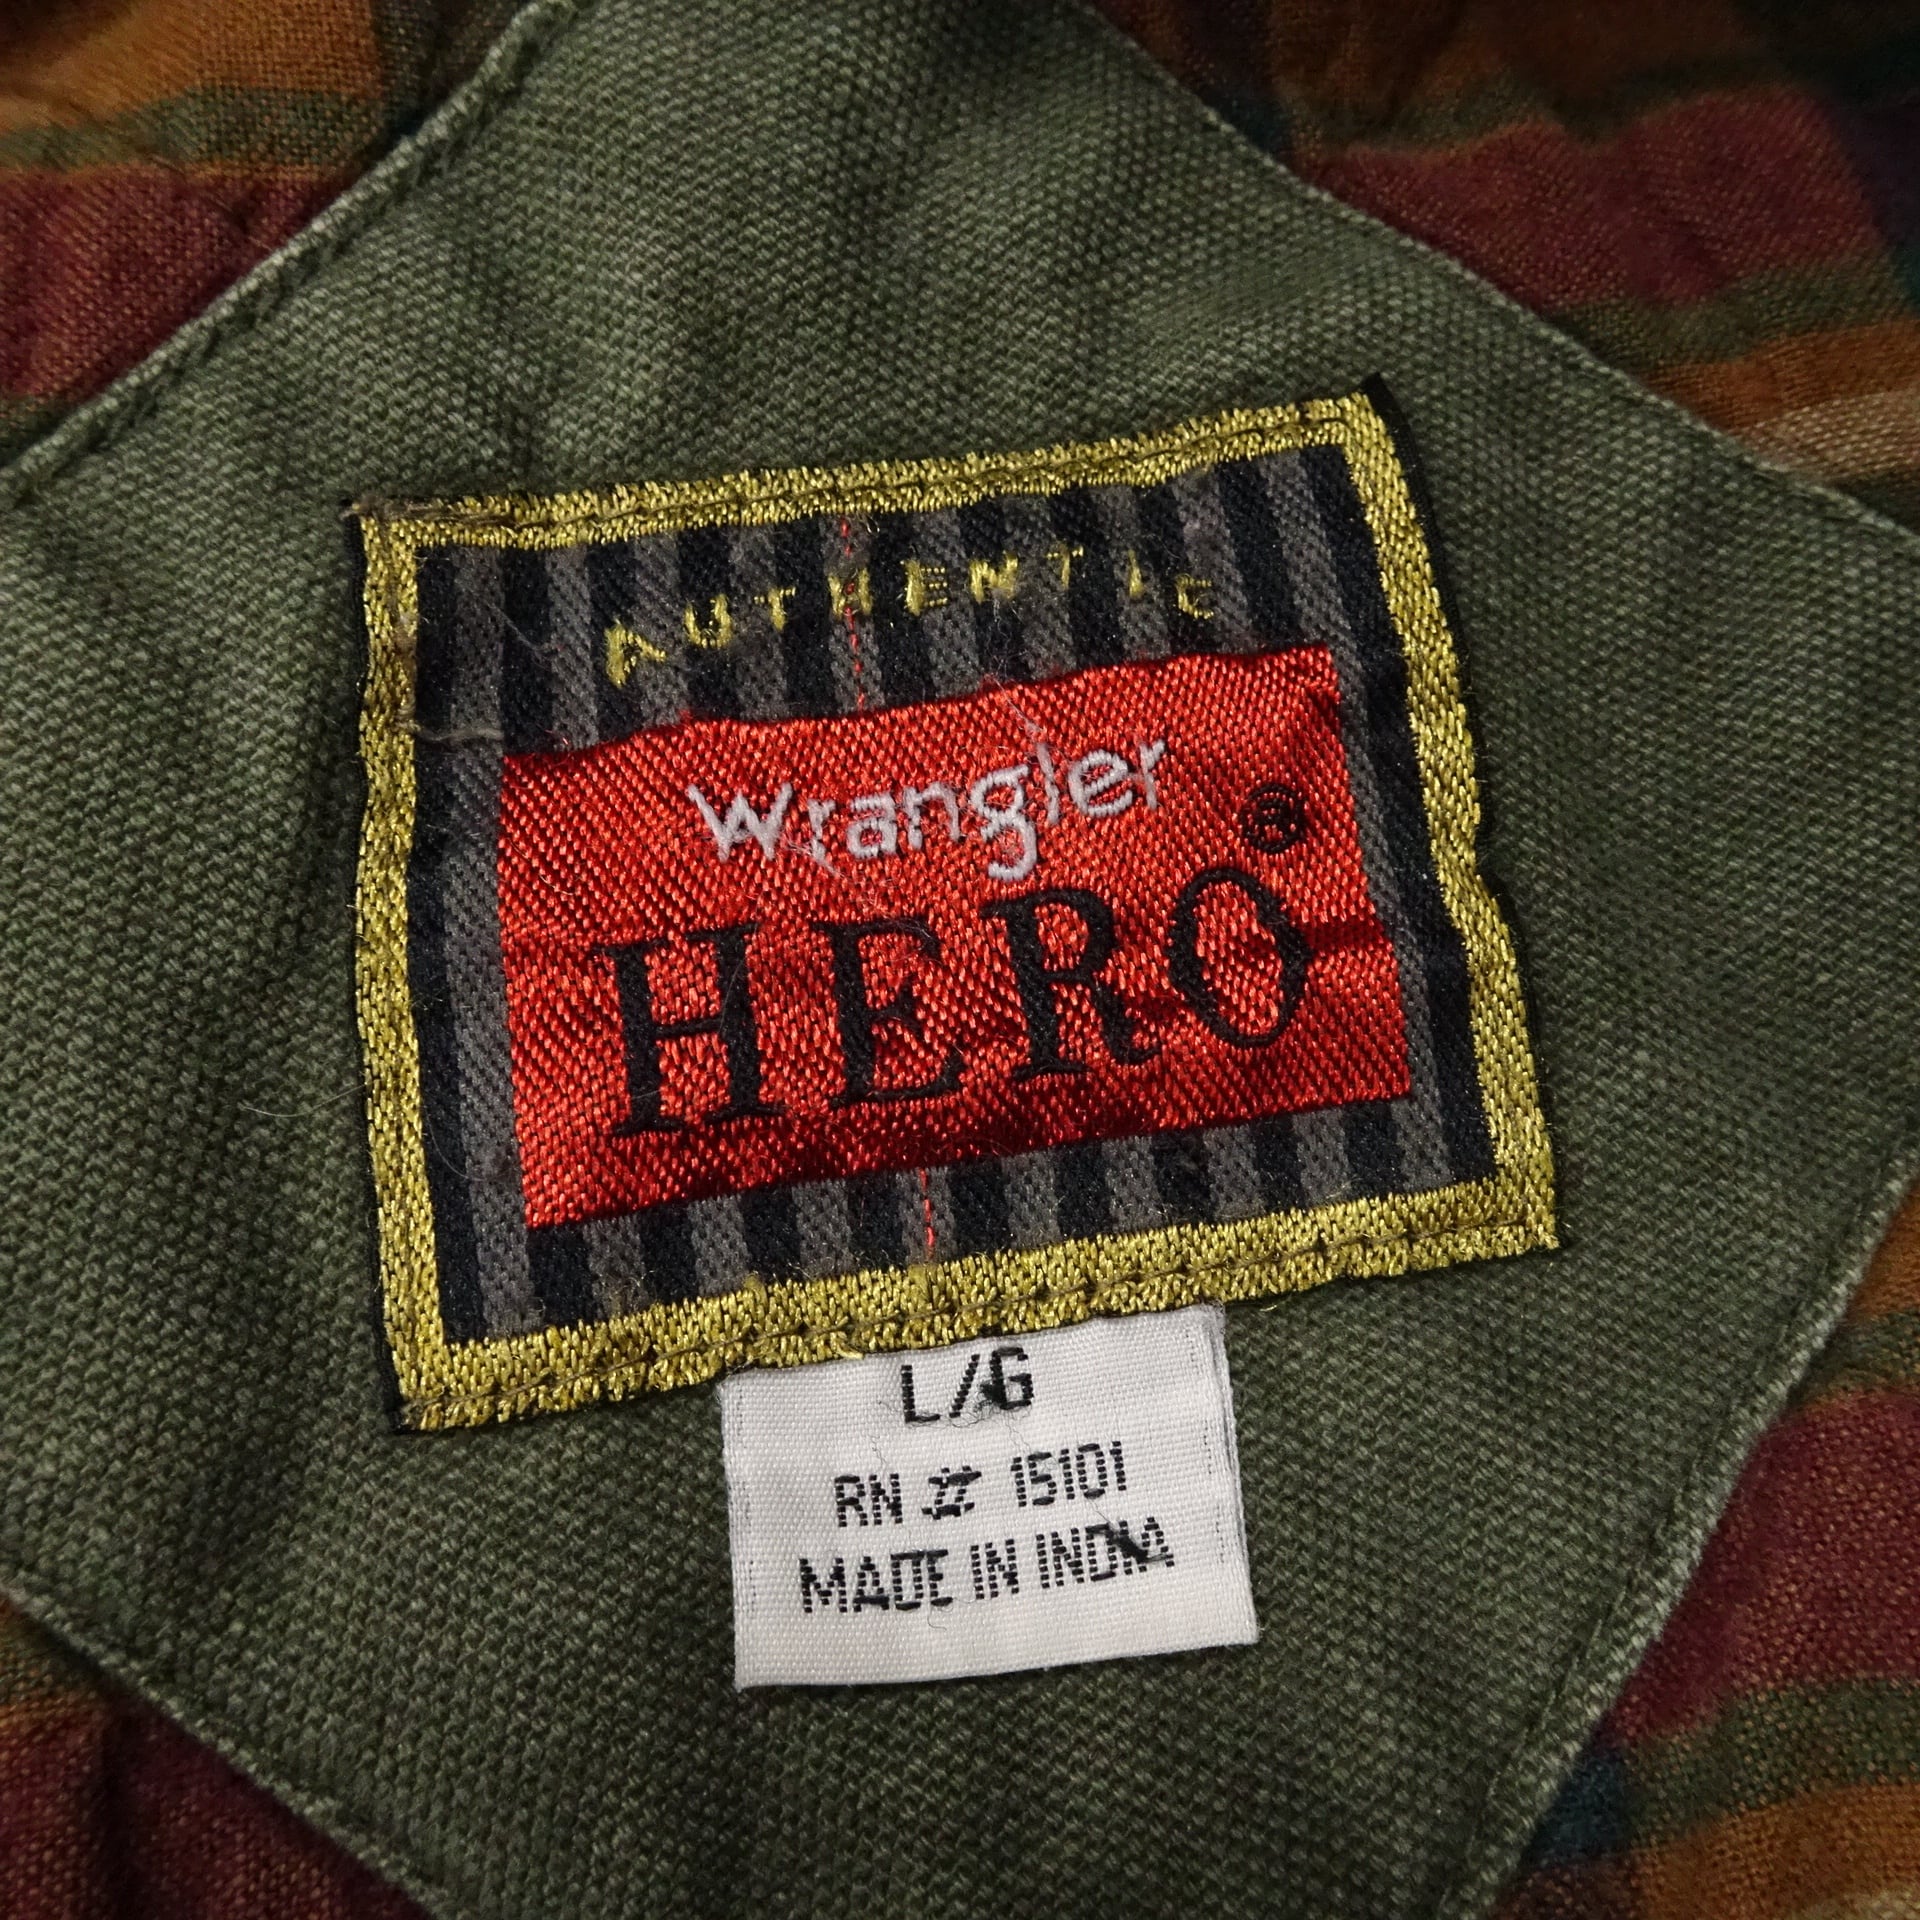 AUTHENTIC
Wrangler
HERO®
L/G
RN # 15101
MADE IN INDIA